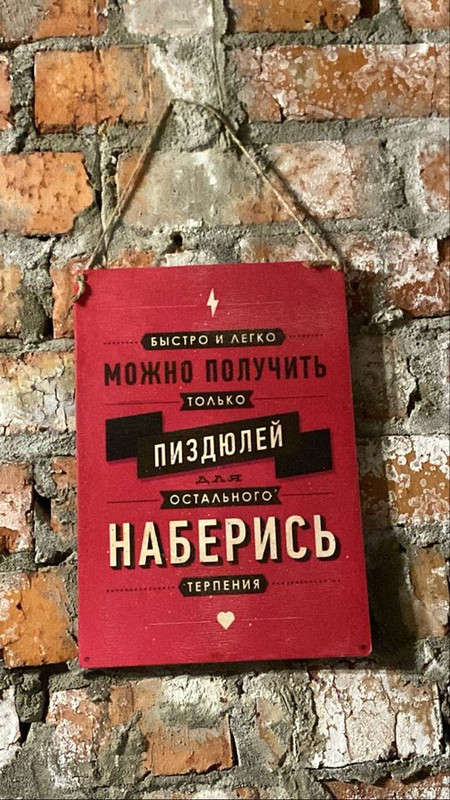 БЫСТРО И ЛЕГКО
МОЖНО ПОЛУЧИТЬ
ТОЛЬКО
ПИЗДЮЛЕЙ
ДЛЯ
ОСТАЛЬНОГО
НАБЕРИСЬ
ТЕРПЕНИЯ